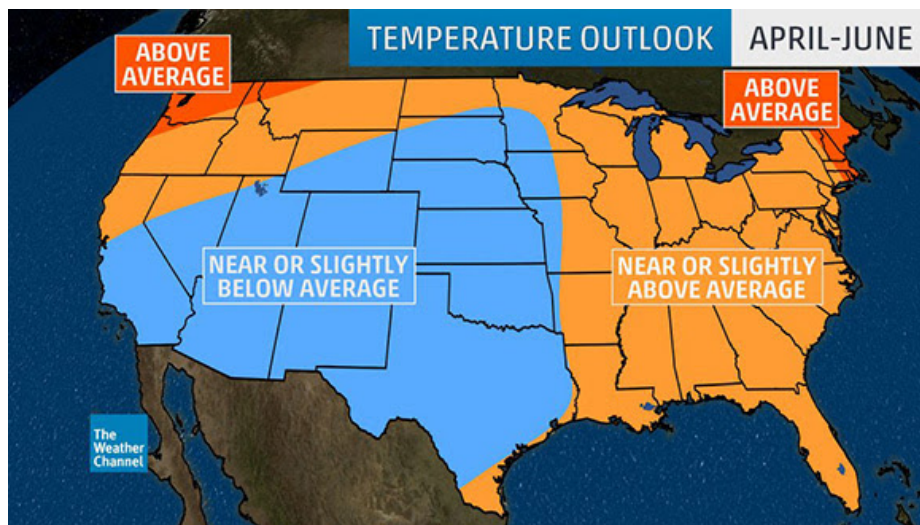 TEMPERATURE OUTLOOK APRIL-JUNE
ABOVE
AVERAGE
ABOVE
AVERAGE
NEAR OR SLIGHTLY
BELOW AVERAGE
NEAR OR SLIGHTLY
ABOVE AVERAGE
The
Weather
Channel